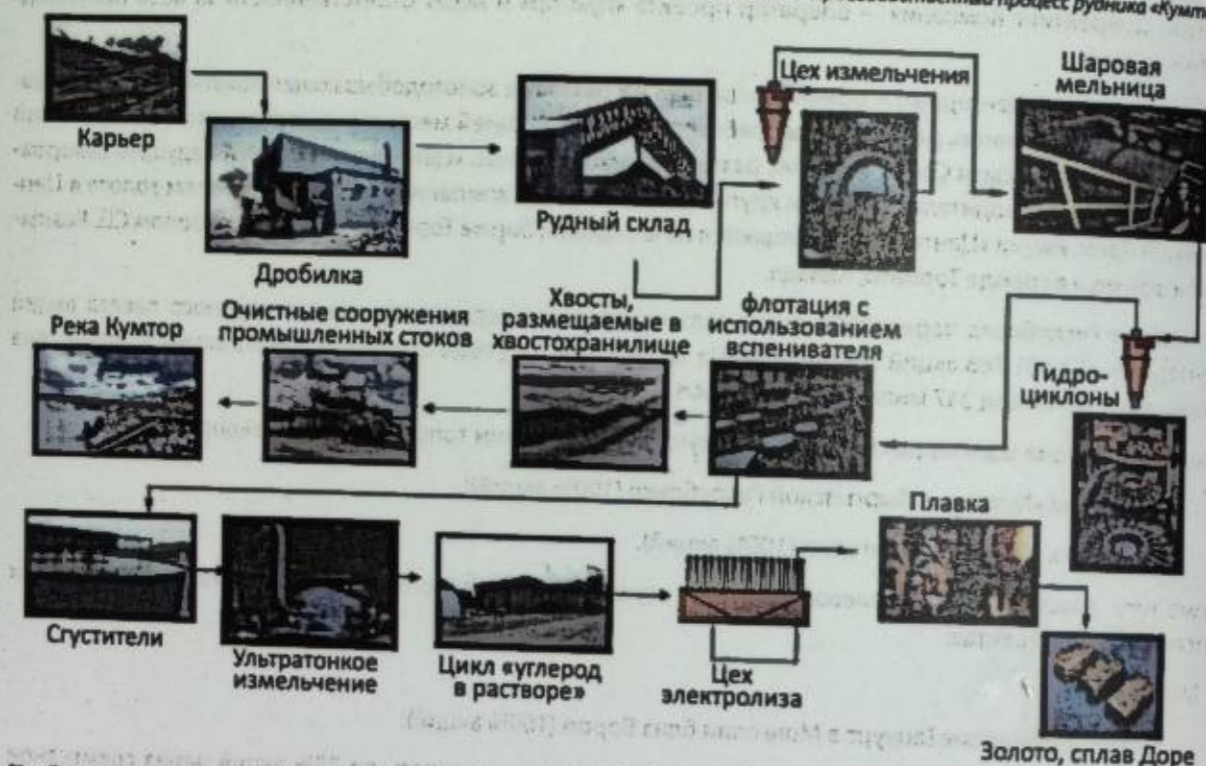 процесс рудника
Карьер
Дробилка
Рудный склад
Цех измельчения
Шаровая
мельница
Река Кумтор
Очистные сооружения
промышленных стоков
Хвосты,
размещаемые в
хвостохранилище
флотация с
использованием
вспенивателя
Гидро-
циклоны
Сгустители
Ультратонкое
измельчение
Цикл «углерод
в растворе»
Цех
электролиза
Плавка
Золото, сплав Доре